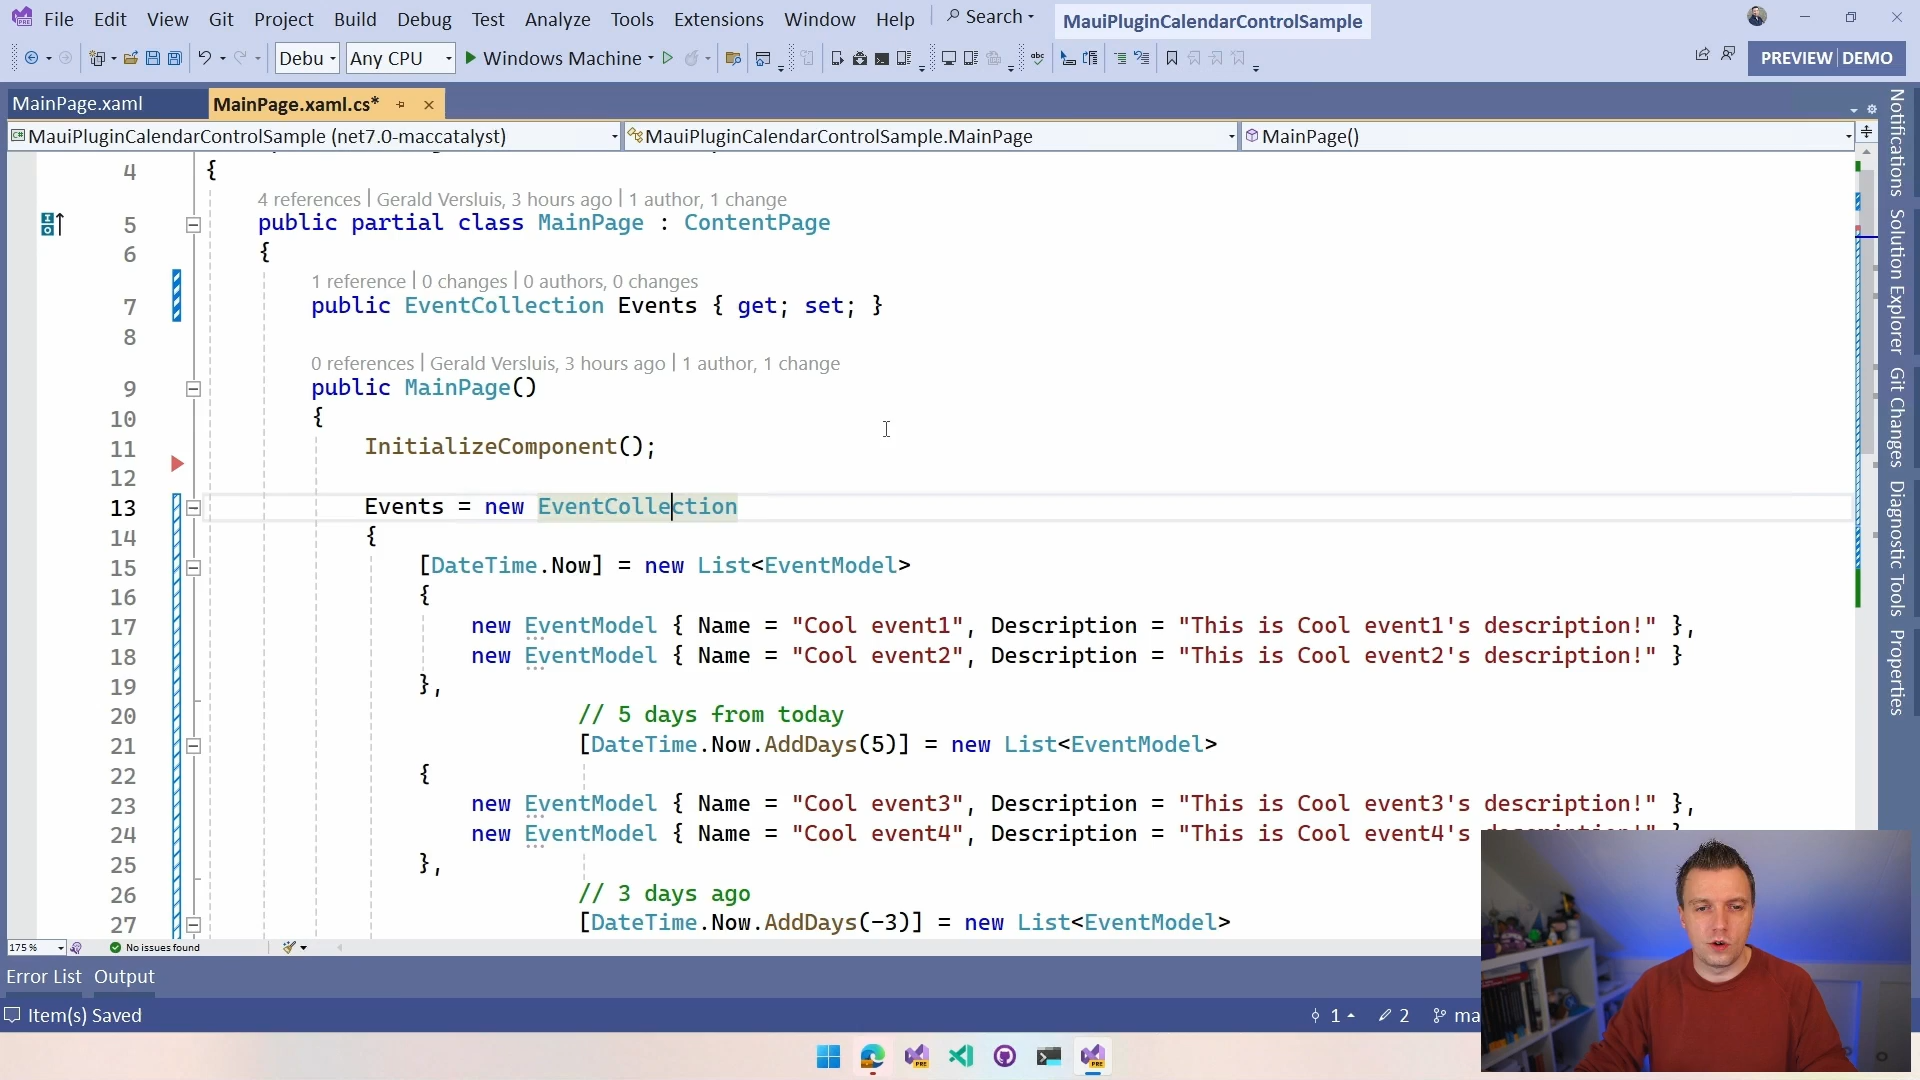 File Edit View Git Project Build Debug Test Analyze Tools Extensions Window Help Search MauiPluginCalendarControlSample
Debu Any CPU Windows Machine PREVIEW DEMO
MainPage.xaml MainPage.xaml.cs*
MauiPluginCalendarControlSample (net7.0-maccatalyst) MauiPluginCalendarControlSample.MainPage MainPage()
4 {
4 references | Gerald Versluis, 3 hours ago | 1 author, 1 change
5 public partial class MainPage : ContentPage
6 {
1 reference | 0 changes | 0 authors, 0 changes
7 public EventCollection Events { get; set; }
8
0 references | Gerald Versluis, 3 hours ago | 1 author, 1 change
9 public MainPage()
10 {
11 InitializeComponent();
12
13 Events = new EventCollection
14 {
15 [DateTime.Now] = new List<EventModel>
16 {
17 new EventModel { Name = "Cool event1", Description = "This is Cool event1's description!" },
18 new EventModel { Name = "Cool event2", Description = "This is Cool event2's description!" }
19 },
20 // 5 days from today
21 [DateTime.Now.AddDays(5)] = new List<EventModel>
22 {
23 new EventModel { Name = "Cool event3", Description = "This is Cool event3's description!" },
24 new EventModel { Name = "Cool event4", Description = "This is Cool event4's
25 },
26 // 3 days ago
27 [DateTime.Now.AddDays(-3)] = new List<EventModel>
175 % No issues found
Error List Output
Item(s) Saved 1 2 ma
Notifications
Solution Explorer
Git Changes
Diagnostic Tools
Properties